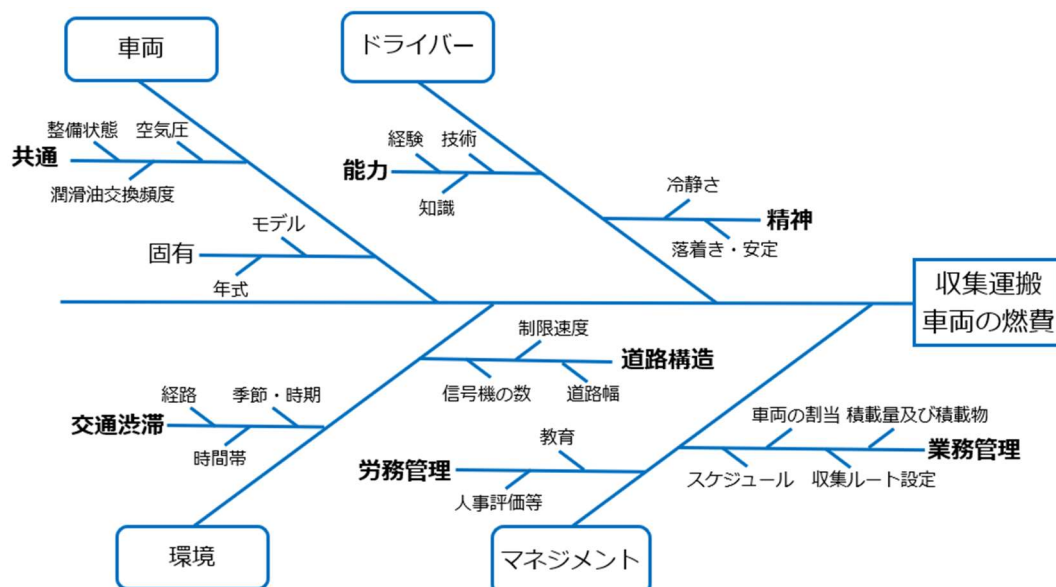 車両
ドライバー
整備状態
空気圧
共通
潤滑油交換頻度
モデル
固有
年式
経験
技術
能力
知識
冷静さ
精神
落着き・安定
収集運搬
車両の燃費
制限速度
道路構造
信号機の数
道路幅
経路
季節・時期
交通渋滞
時間帯
教育
労務管理
人事評価等
車両の割当
積載量及び積載物
業務管理
スケジュール
収集ルート設定
環境
マネジメント